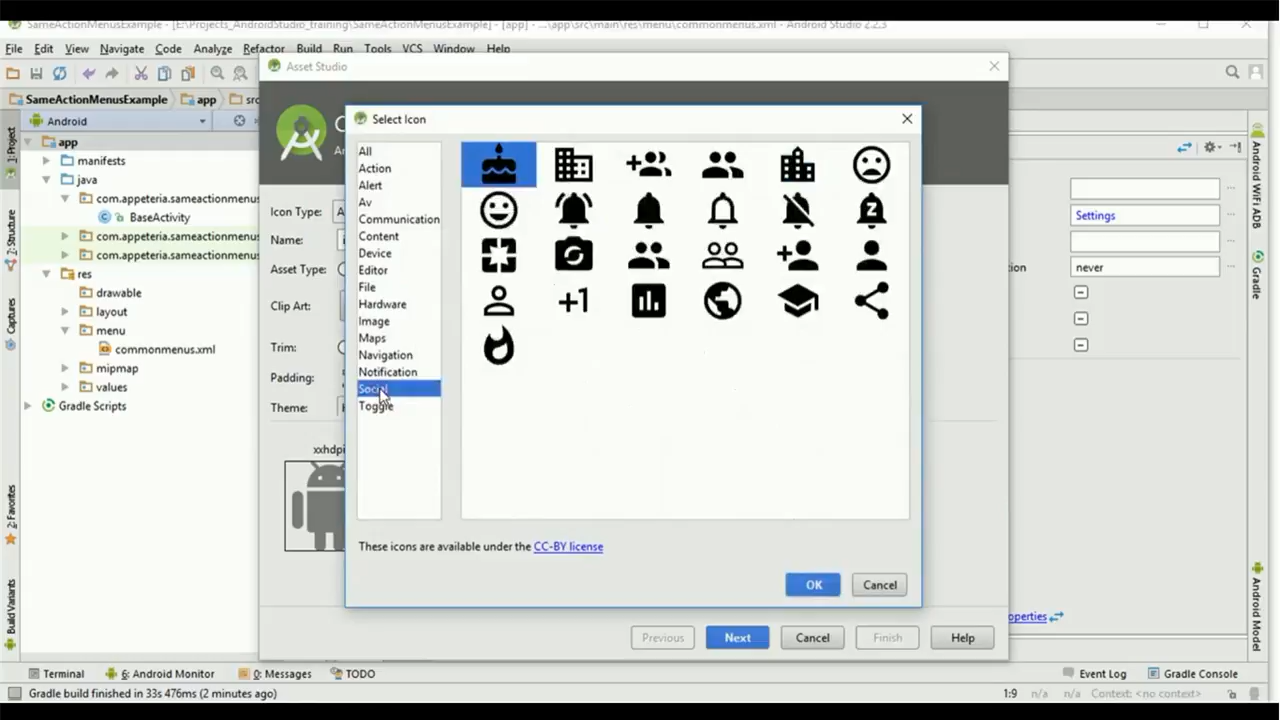 SameActionMenusExample - [E:\Projects_AndroidStudio_training\SameActionMenusExample] - [app] - ...\app\src\main\res\menu\commonmenus.xml - Android Studio 2.2.3
File Edit View Navigate Code Analyze Refactor Build Run Tools VCS Window Help
Asset Studio
SameActionMenusExample app src
Select Icon
Android
1: Project
2: Structure
Captures
2: Favorites
Build Variants
app
manifests
java
com.appeteria.sameactionmenus
BaseActivity
com.appeteria.sameactionmenus
com.appeteria.sameactionmenus
res
drawable
layout
menu
commonmenus.xml
mipmap
values
Gradle Scripts
Icon Type:
Name:
Asset Type:
Clip Art:
Trim:
Padding:
Theme:
xxhdpi
All
Action
Alert
Av
Communication
Content
Device
Editor
File
Hardware
Image
Maps
Navigation
Notification
Social
Toggle
+1
These icons are available under the CC-BY license
OK Cancel
Previous Next Cancel Finish Help
Settings
never
Android WiFi ADB
Gradle
Android Model
Terminal 6: Android Monitor 0: Messages TODO Event Log Gradle Console
Gradle build finished in 33s 476ms (2 minutes ago) 1:9 n/a n/a Context: <no context>